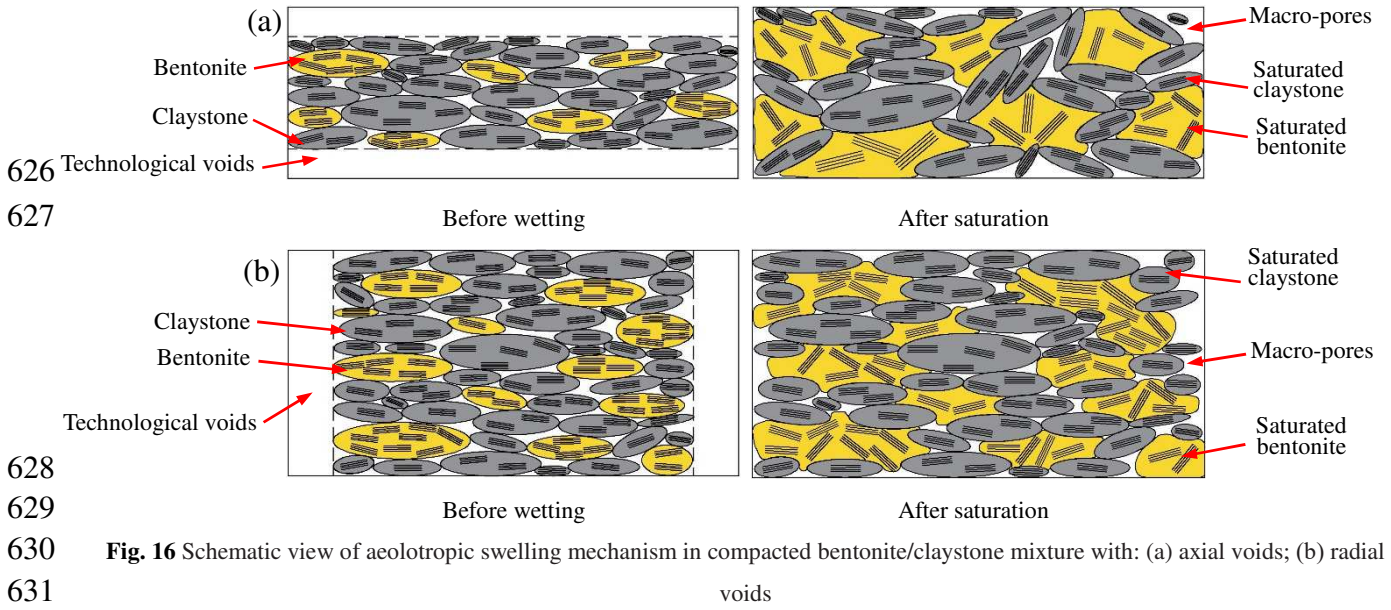 (a)
Bentonite
Claystone
Technological voids
Macro-pores
Saturated
claystone
Saturated
bentonite
626
627
Before wetting
After saturation
(b)
Claystone
Bentonite
Technological voids
Saturated
claystone
Macro-pores
Saturated
bentonite
628
629
Before wetting
After saturation
630 Fig. 16 Schematic view of aeolotropic swelling mechanism in compacted bentonite/claystone mixture with: (a) axial voids; (b) radial
631 voids